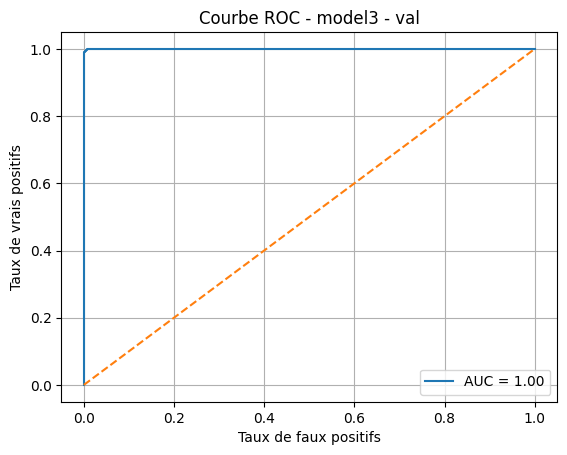 Courbe ROC - model3 - val
Taux de vrais positifs
1.0
0.8
0.6
0.4
0.2
0.0
0.0 0.2 0.4 0.6 0.8 1.0
Taux de faux positifs
AUC = 1.00